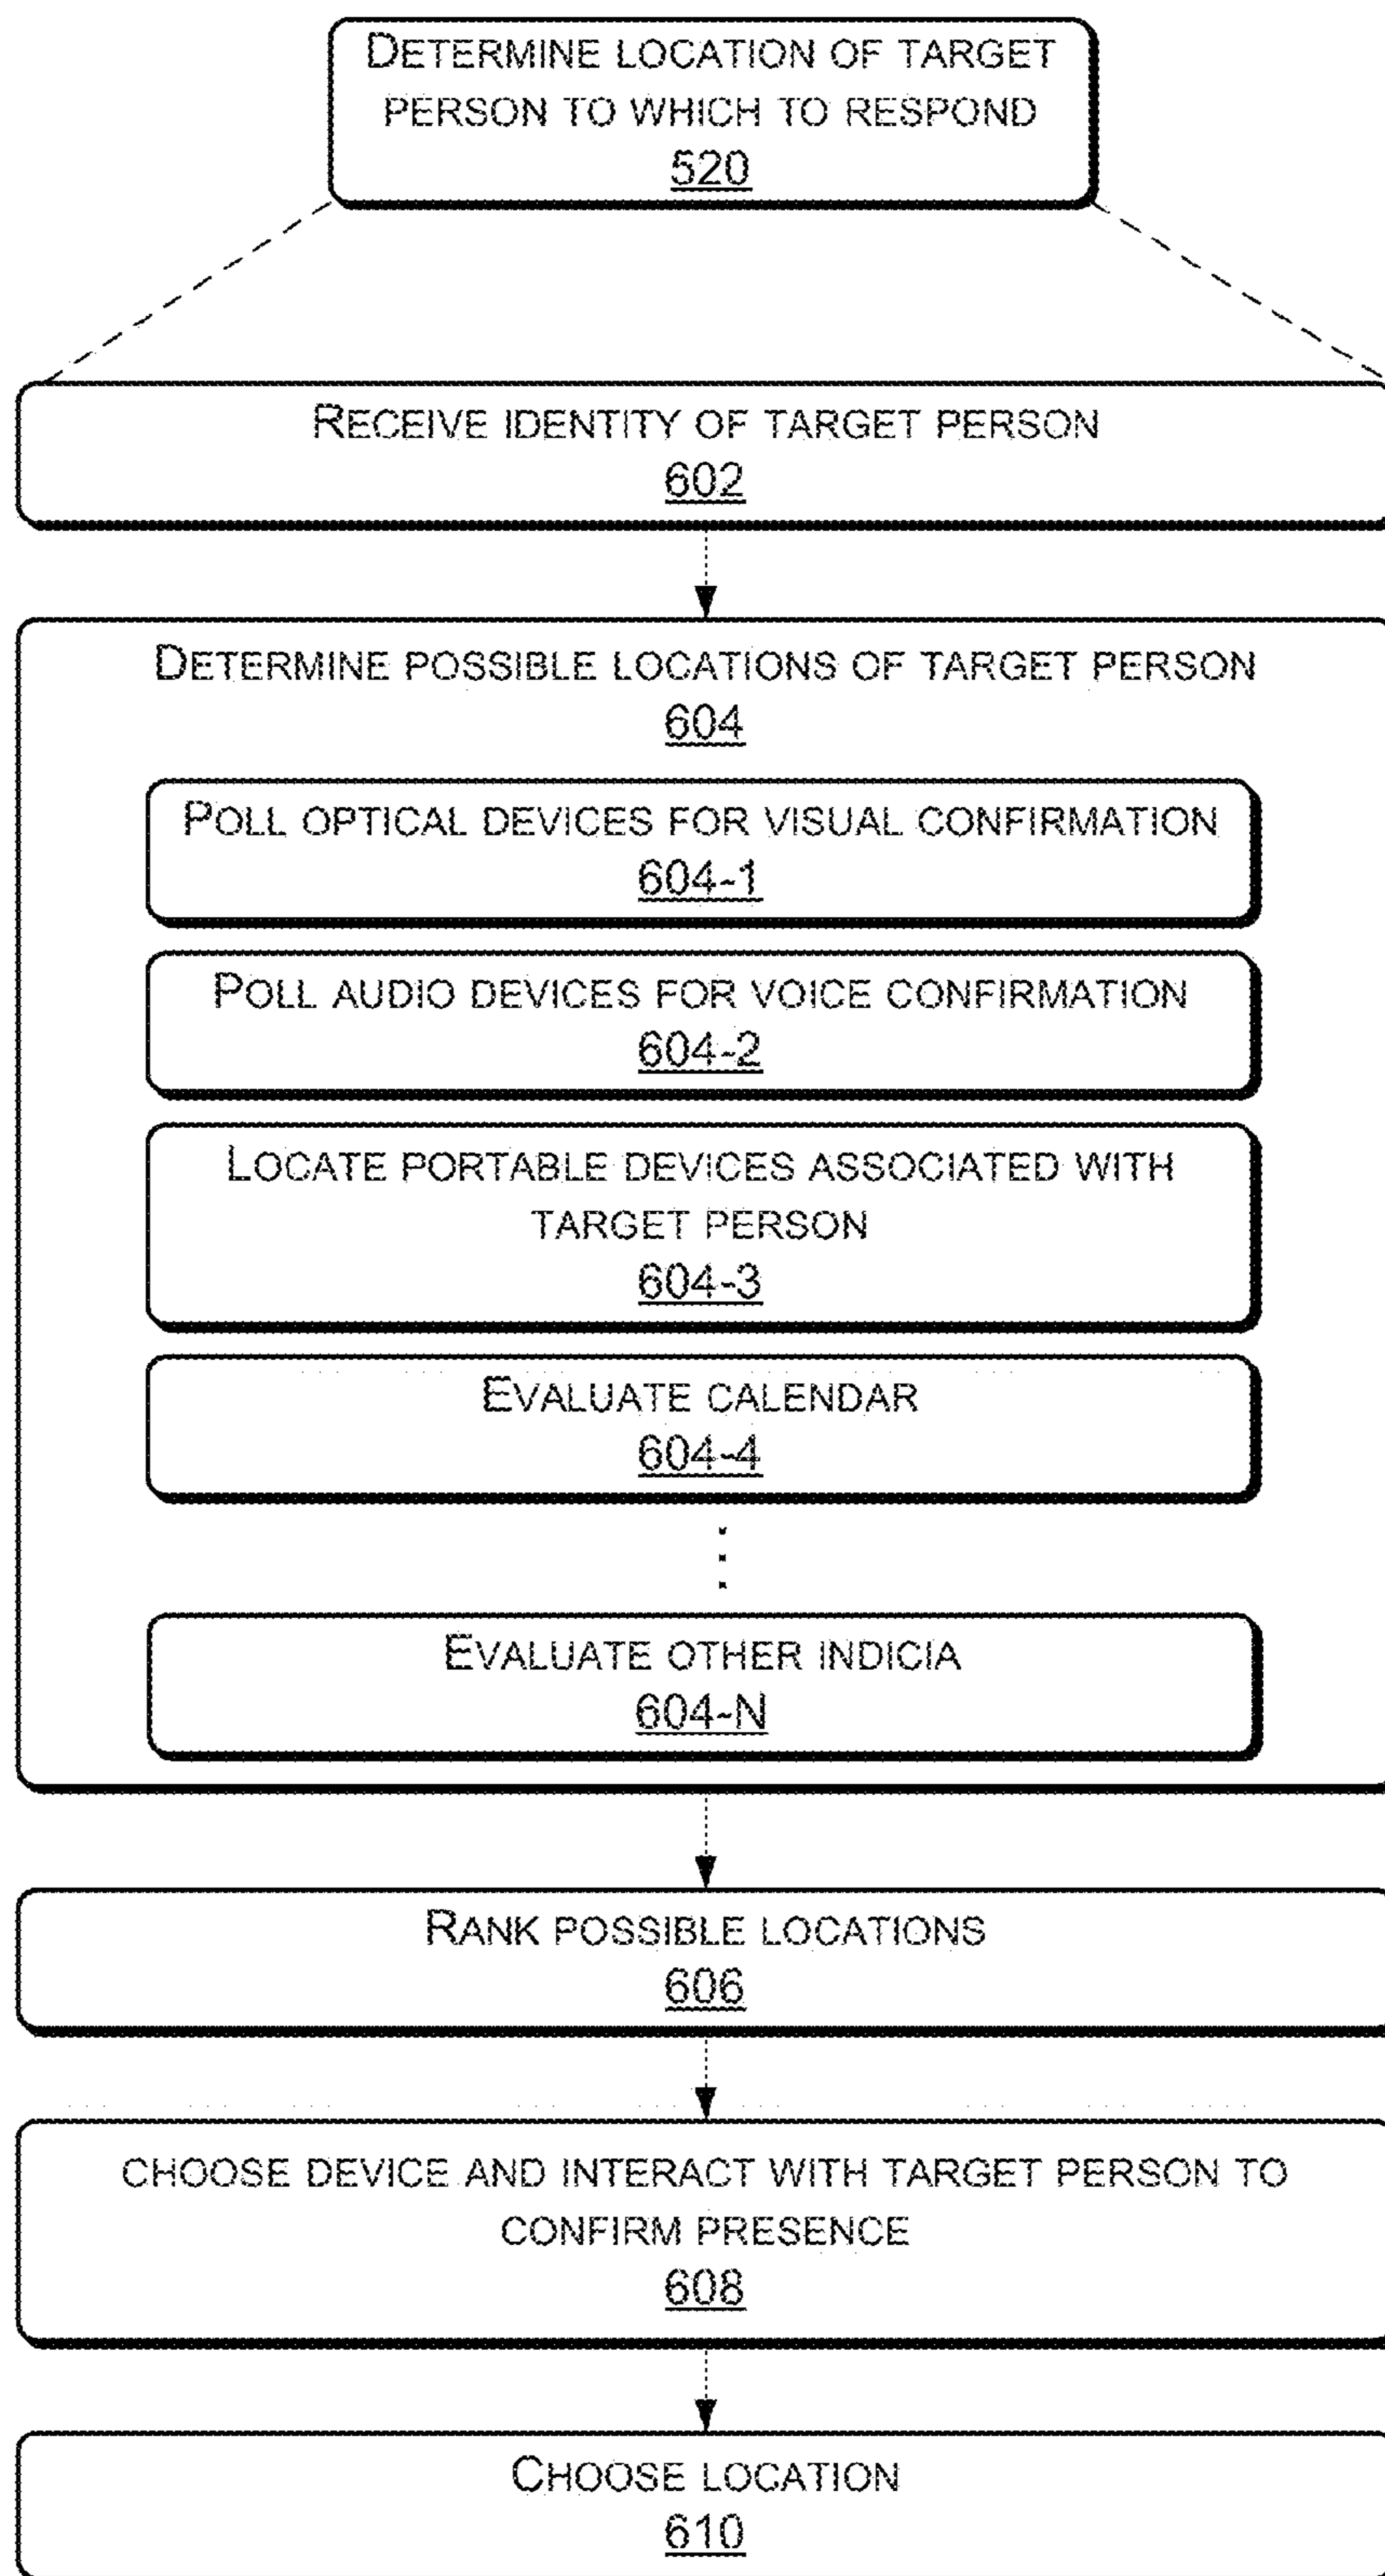 DETERMINE LOCATION OF TARGET
PERSON TO WHICH TO RESPOND
520
RECEIVE IDENTITY OF TARGET PERSON
602
DETERMINE POSSIBLE LOCATIONS OF TARGET PERSON
604
POLL OPTICAL DEVICES FOR VISUAL CONFIRMATION
604-1
POLL AUDIO DEVICES FOR VOICE CONFIRMATION
604-2
LOCATE PORTABLE DEVICES ASSOCIATED WITH
TARGET PERSON
604-3
EVALUATE CALENDAR
604-4
EVALUATE OTHER INDICIA
604-N
RANK POSSIBLE LOCATIONS
606
CHOOSE DEVICE AND INTERACT WITH TARGET PERSON TO
CONFIRM PRESENCE
608
CHOOSE LOCATION
610